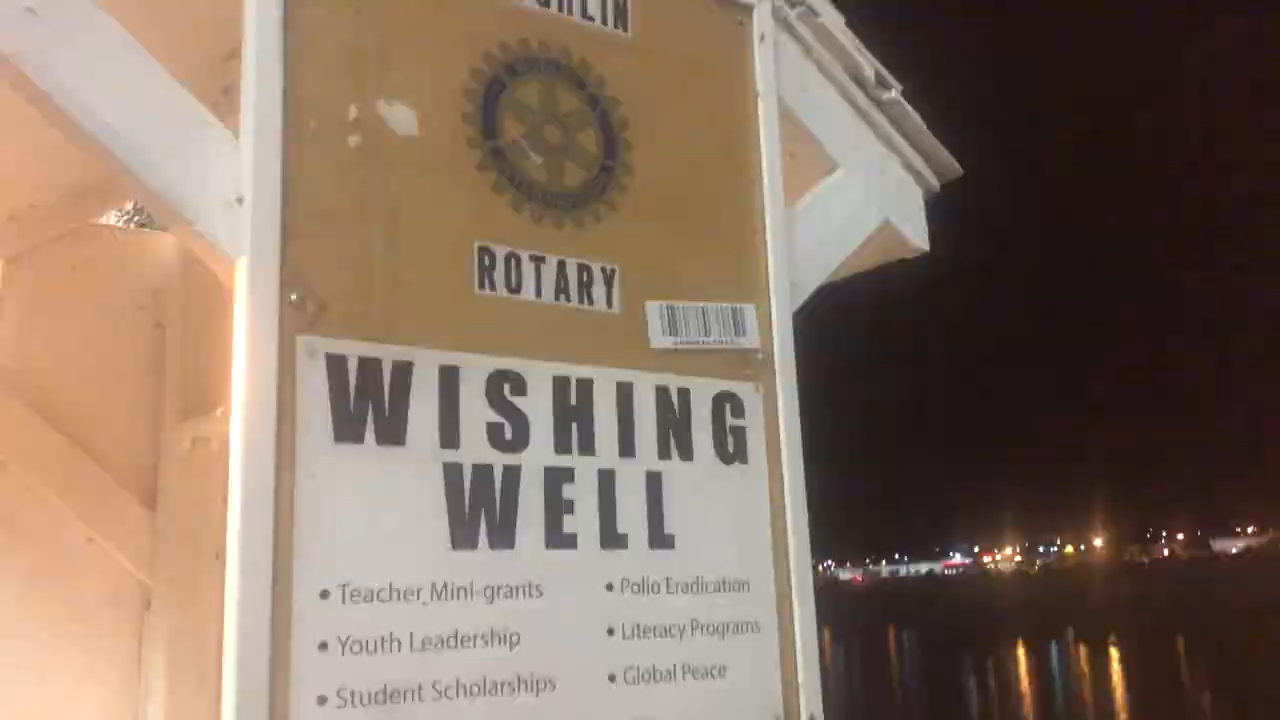 ROTARY
WISHING
WELL
• Teacher Mini-grants
• Youth Leadership
• Student Scholarships
• Polio Eradication
• Literacy Programs
• Global Peace